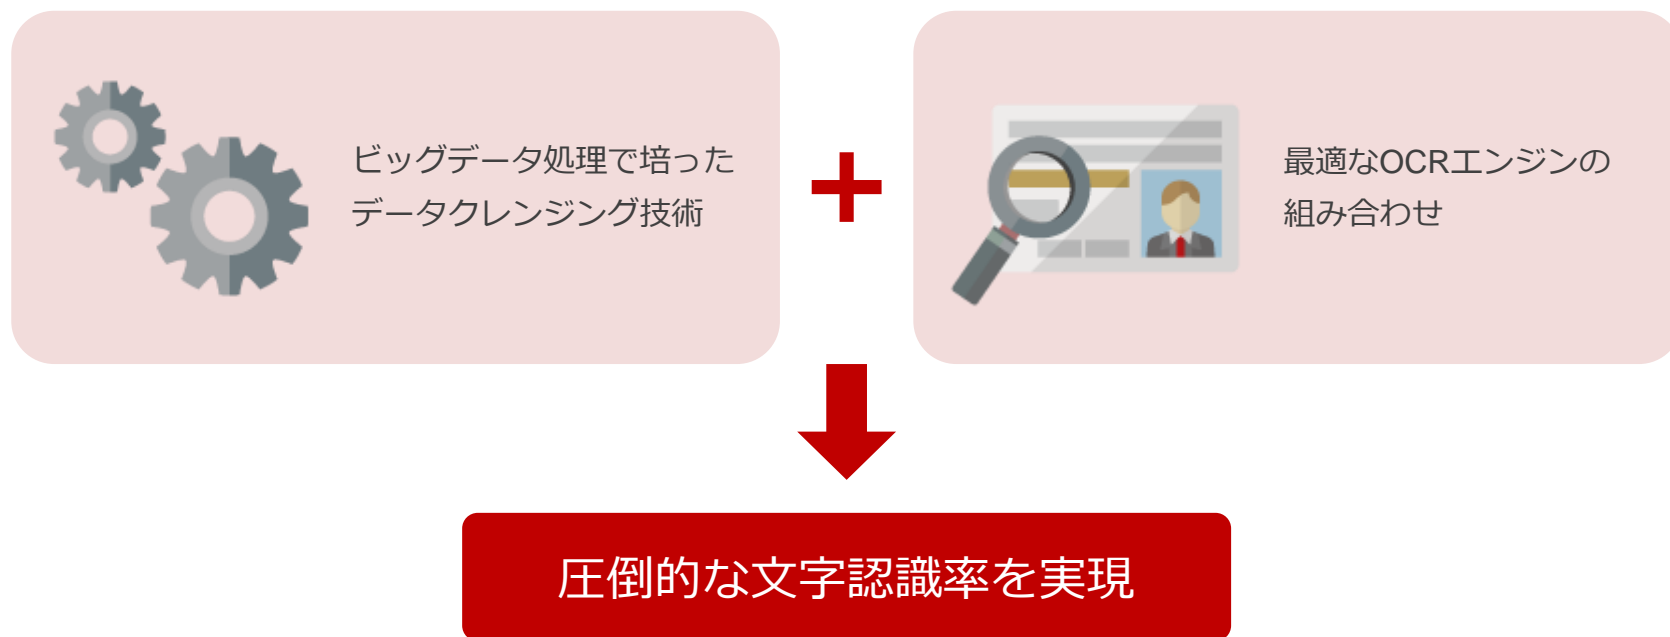 ビッグデータ処理で培った
データクレンジング技術
最適なOCRエンジンの
組み合わせ
圧倒的な文字認識率を実現